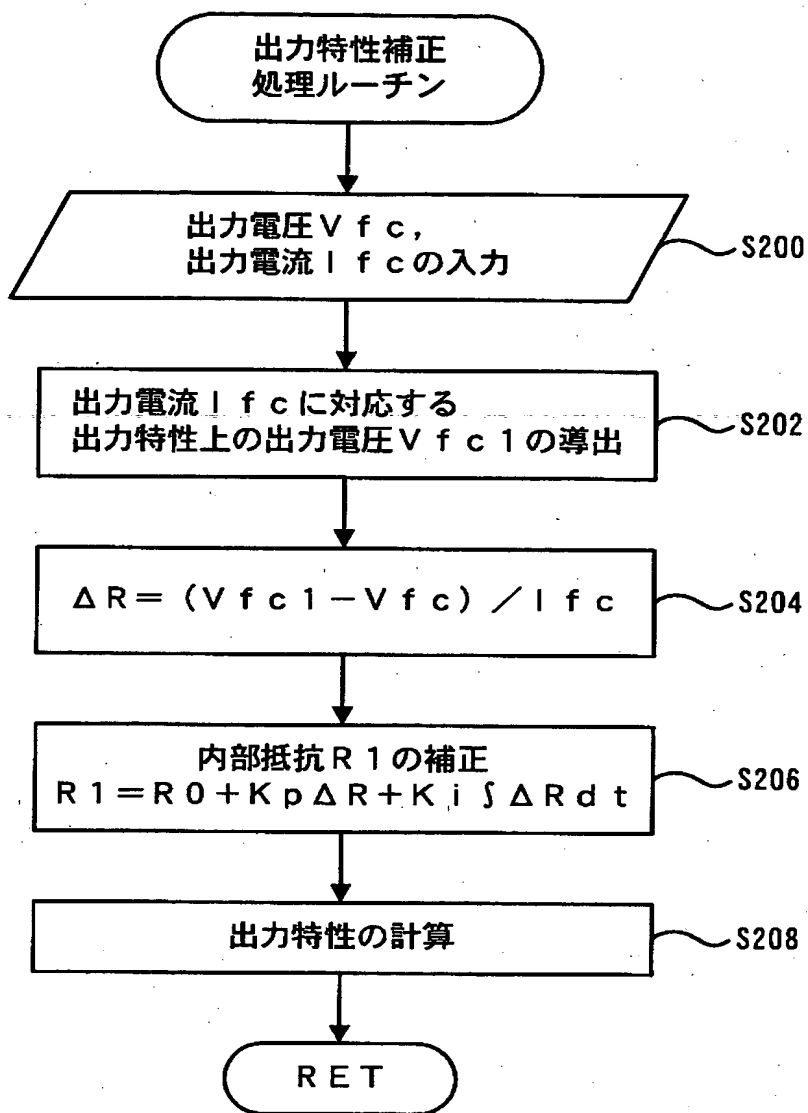 出力特性補正
処理ルーチン
出力電圧Vfc,
出力電流Ifcの入力
S200
出力電流Ifcに対応する
出力特性上の出力電圧Vfc1の導出
S202
ΔR=(Vfc1-Vfc)/Ifc
S204
内部抵抗R1の補正
R1=R0+KpΔR+Ki∫ΔRdt
S206
出力特性の計算
S208
RET